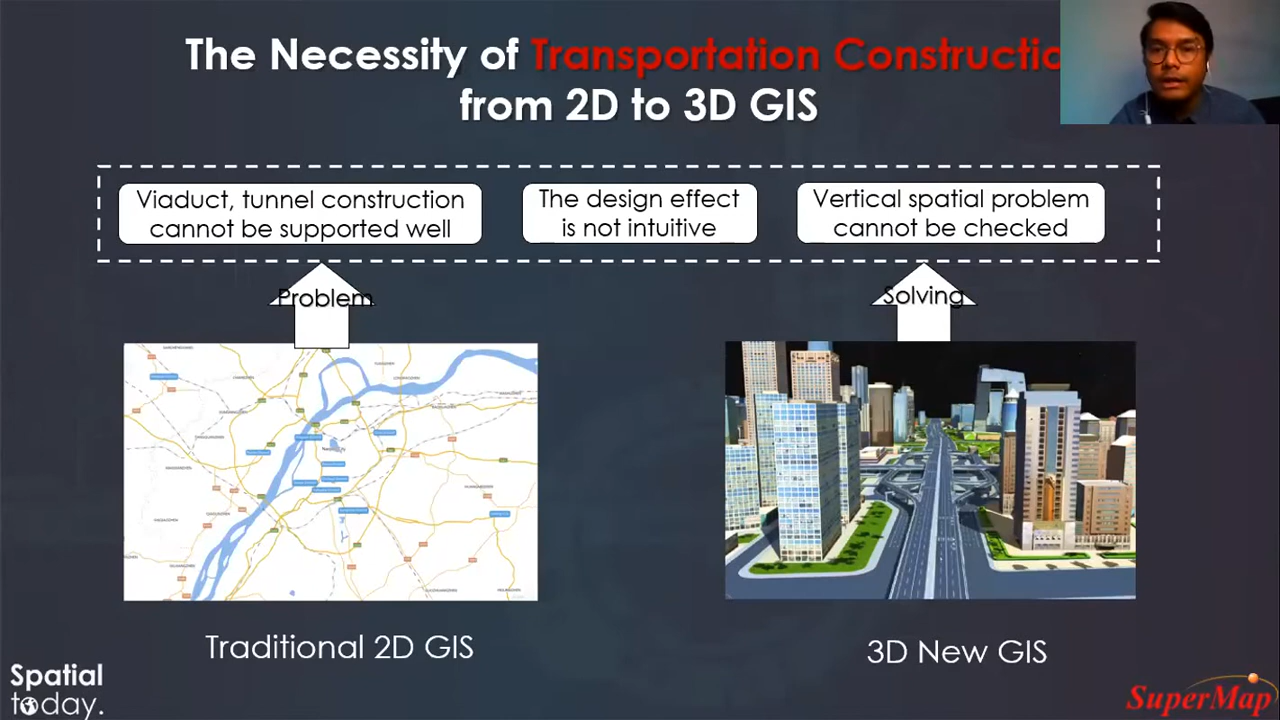 The Necessity of Transportation Constructio
from 2D to 3D GIS
Viaduct, tunnel construction
cannot be supported well
The design effect
is not intuitive
Vertical spatial problem
cannot be checked
Problem
Solving
Traditional 2D GIS
3D New GIS
Spatial
today.
SuperMap